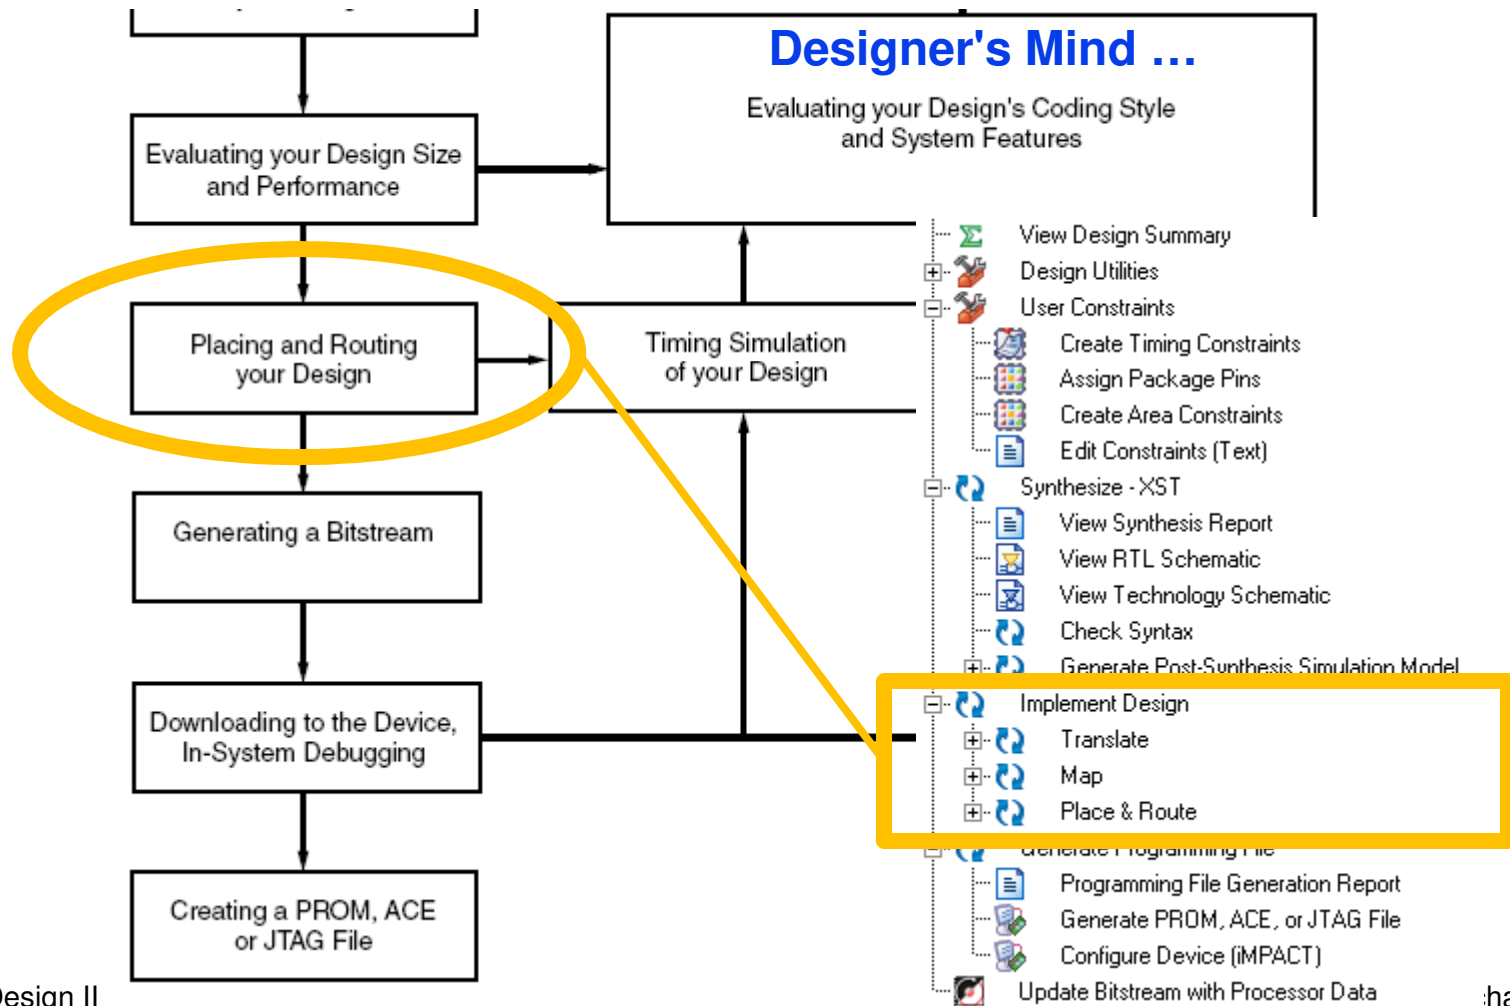 Designer's Mind …
Evaluating your Design's Coding Style
and System Features
Evaluating your Design Size
and Performance
Placing and Routing
your Design
Timing Simulation
of your Design
Generating a Bitstream
Downloading to the Device,
In-System Debugging
Creating a PROM, ACE
or JTAG File
View Design Summary
Design Utilities
User Constraints
Create Timing Constraints
Assign Package Pins
Create Area Constraints
Edit Constraints (Text)
Synthesize - XST
View Synthesis Report
View RTL Schematic
View Technology Schematic
Check Syntax
Generate Post-Synthesis Simulation Model
Implement Design
Translate
Map
Place & Route
Generate Programming File
Programming File Generation Report
Generate PROM, ACE, or JTAG File
Configure Device (iMPACT)
Update Bitstream with Processor Data
Design II